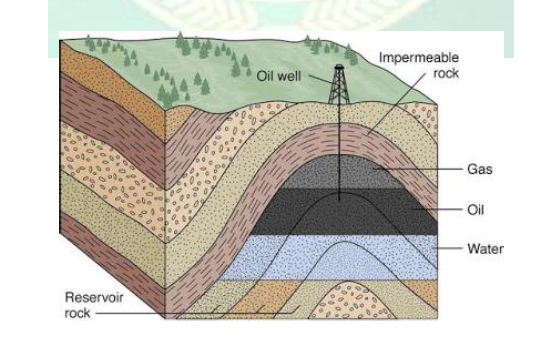 Impermeable
rock
Oil well
Gas
Oil
Water
Reservoir
rock